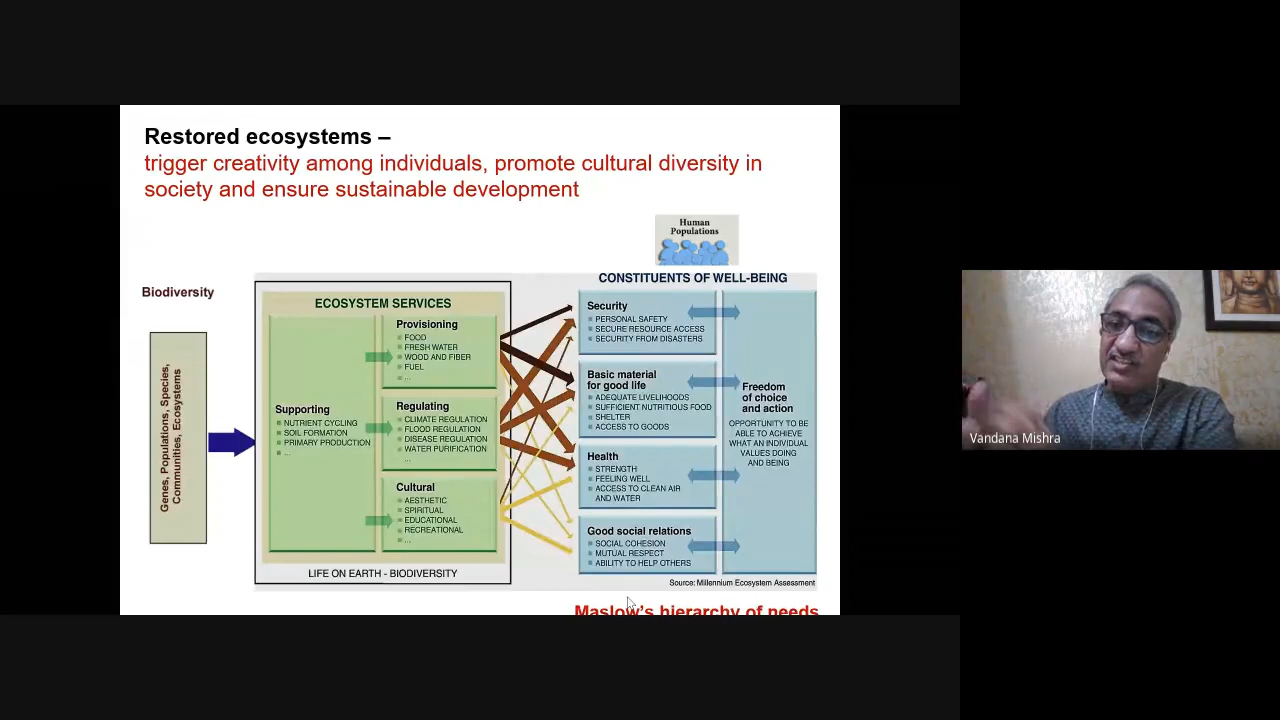 Restored ecosystems –
trigger creativity among individuals, promote cultural diversity in
society and ensure sustainable development
Human
Populations
Biodiversity
Genes, Populations, Species,
Communities, Ecosystems
ECOSYSTEM SERVICES
Supporting
NUTRIENT CYCLING
SOIL FORMATION
PRIMARY PRODUCTION
...
Provisioning
FOOD
FRESH WATER
WOOD AND FIBER
FUEL
...
Regulating
CLIMATE REGULATION
FLOOD REGULATION
DISEASE REGULATION
WATER PURIFICATION
...
Cultural
AESTHETIC
SPIRITUAL
EDUCATIONAL
RECREATIONAL
...
LIFE ON EARTH - BIODIVERSITY
CONSTITUENTS OF WELL-BEING
Security
PERSONAL SAFETY
SECURE RESOURCE ACCESS
SECURITY FROM DISASTERS
Basic material
for good life
ADEQUATE LIVELIHOODS
SUFFICIENT NUTRITIOUS FOOD
SHELTER
ACCESS TO GOODS
Health
STRENGTH
FEELING WELL
ACCESS TO CLEAN AIR
AND WATER
Good social relations
SOCIAL COHESION
MUTUAL RESPECT
ABILITY TO HELP OTHERS
Freedom
of choice
and action
OPPORTUNITY TO BE
ABLE TO ACHIEVE
WHAT AN INDIVIDUAL
VALUES DOING
AND BEING
Source: Millennium Ecosystem Assessment
Maslow's hierarchy of needs
Vandana Mishra